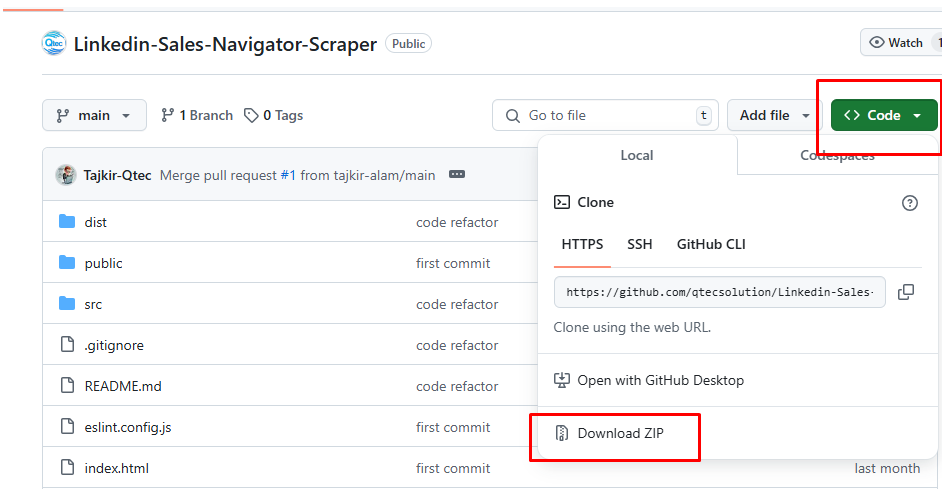 Qtec Linkedin-Sales-Navigator-Scraper Public Watch 1
main 1 Branch 0 Tags Go to file t Add file <> Code
Local Codespaces
Tajkir-Qtec Merge pull request #1 from tajkir-alam/main
Clone
dist code refactor
HTTPS SSH GitHub CLI
public first commit
https://github.com/qtecsolution/Linkedin-Sales-
src code refactor
Clone using the web URL.
.gitignore code refactor
README.md code refactor
Open with GitHub Desktop
eslint.config.js first commit
Download ZIP
index.html first commit last month